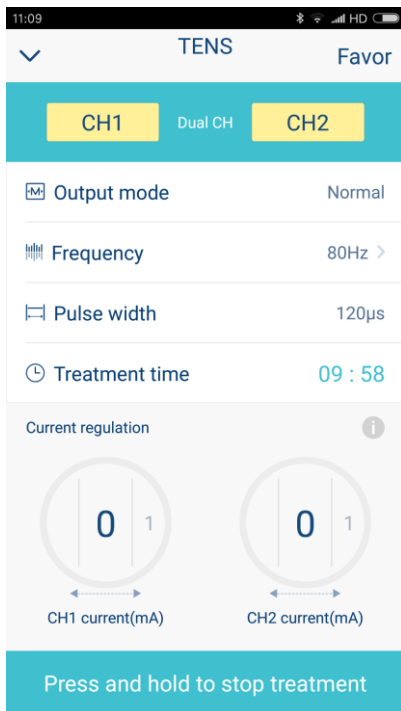 11:09 HD
TENS
Favor
CH1 Dual CH CH2
Output mode Normal
Frequency 80Hz >
Pulse width 120µs
Treatment time 09 : 58
Current regulation i
0 1 0 1
CH1 current(mA) CH2 current(mA)
Press and hold to stop treatment